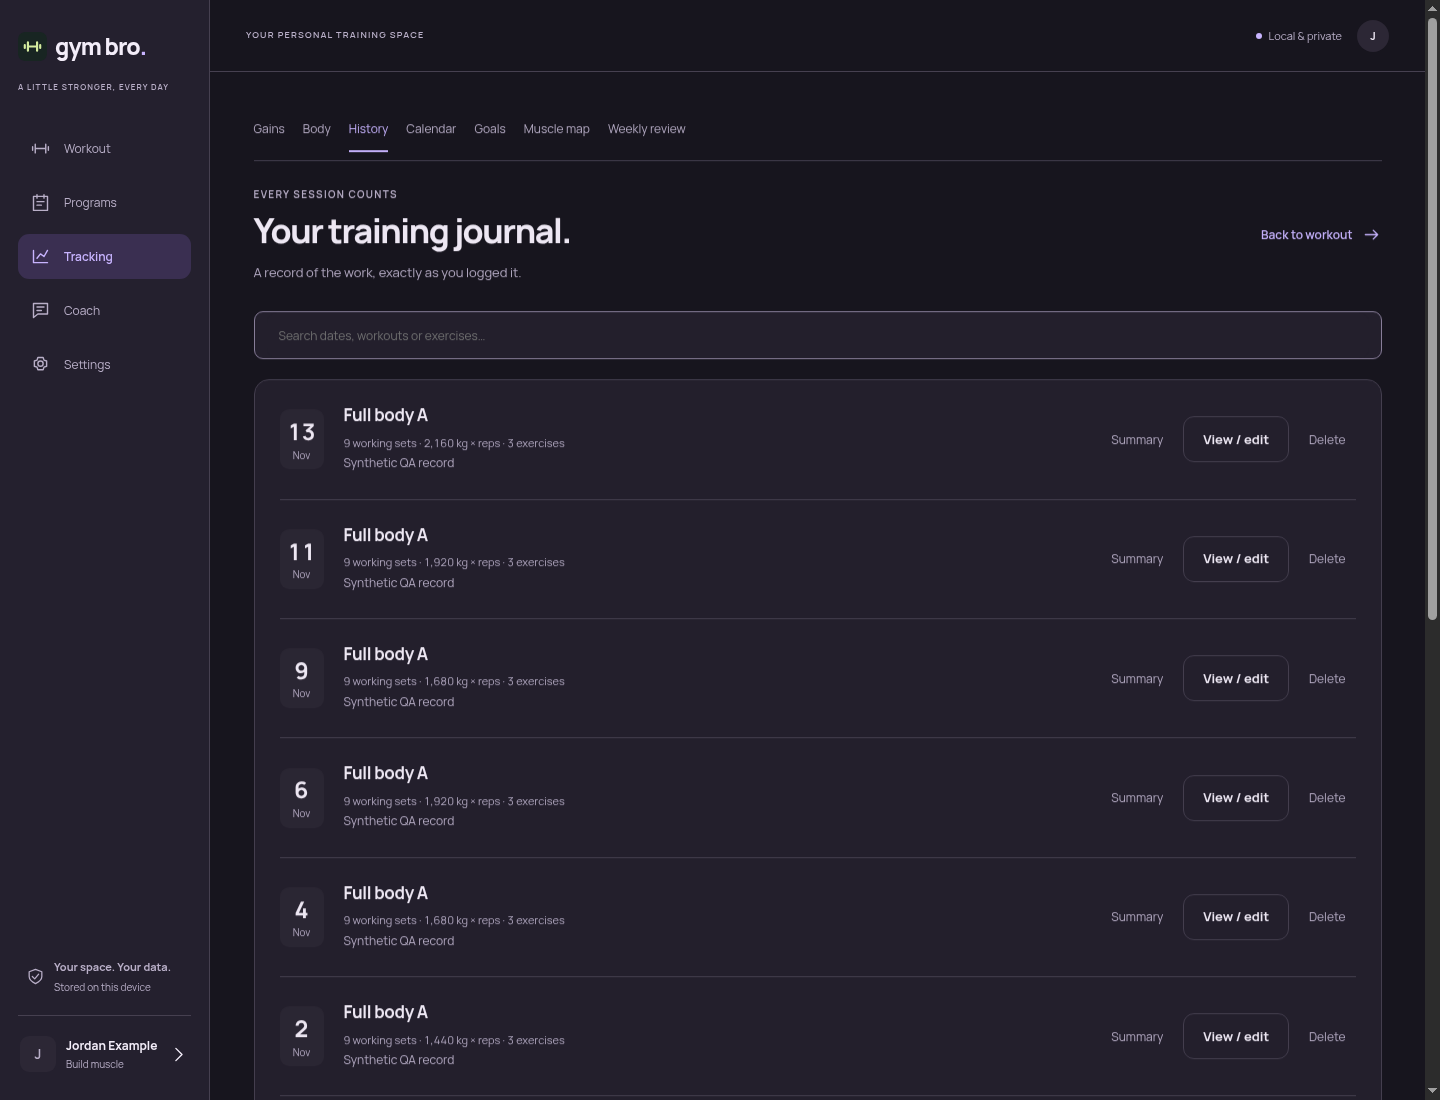 gym bro.
A LITTLE STRONGER, EVERY DAY
Workout
Programs
Tracking
Coach
Settings
Your space. Your data.
Stored on this device
J
Jordan Example
Build muscle
YOUR PERSONAL TRAINING SPACE
Local & private
J
Gains Body History Calendar Goals Muscle map Weekly review
EVERY SESSION COUNTS
Your training journal.
Back to workout
A record of the work, exactly as you logged it.
Search dates, workouts or exercises…
13 Nov
Full body A
9 working sets · 2,160 kg × reps · 3 exercises
Synthetic QA record
Summary View / edit Delete
11 Nov
Full body A
9 working sets · 1,920 kg × reps · 3 exercises
Synthetic QA record
Summary View / edit Delete
9 Nov
Full body A
9 working sets · 1,680 kg × reps · 3 exercises
Synthetic QA record
Summary View / edit Delete
6 Nov
Full body A
9 working sets · 1,920 kg × reps · 3 exercises
Synthetic QA record
Summary View / edit Delete
4 Nov
Full body A
9 working sets · 1,680 kg × reps · 3 exercises
Synthetic QA record
Summary View / edit Delete
2 Nov
Full body A
9 working sets · 1,440 kg × reps · 3 exercises
Synthetic QA record
Summary View / edit Delete